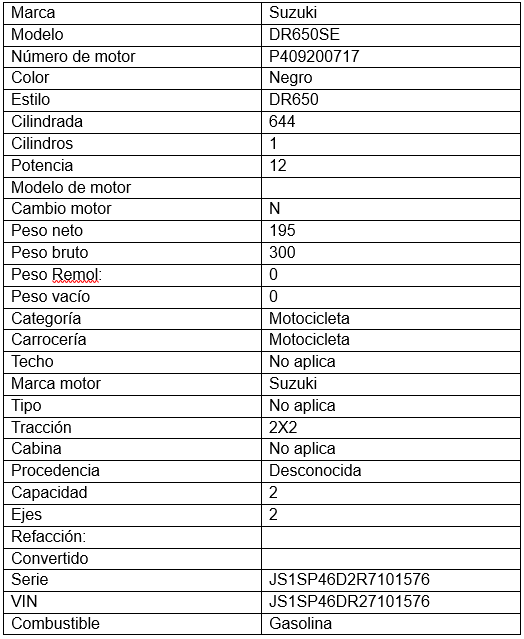 Marca Suzuki
Modelo DR650SE
Número de motor P409200717
Color Negro
Estilo DR650
Cilindrada 644
Cilindros 1
Potencia 12
Modelo de motor
Cambio motor N
Peso neto 195
Peso bruto 300
Peso Remol: 0
Peso vacío 0
Categoría Motocicleta
Carrocería Motocicleta
Techo No aplica
Marca motor Suzuki
Tipo No aplica
Tracción 2X2
Cabina No aplica
Procedencia Desconocida
Capacidad 2
Ejes 2
Refacción:
Convertido
Serie JS1SP46D2R7101576
VIN JS1SP46DR27101576
Combustible Gasolina